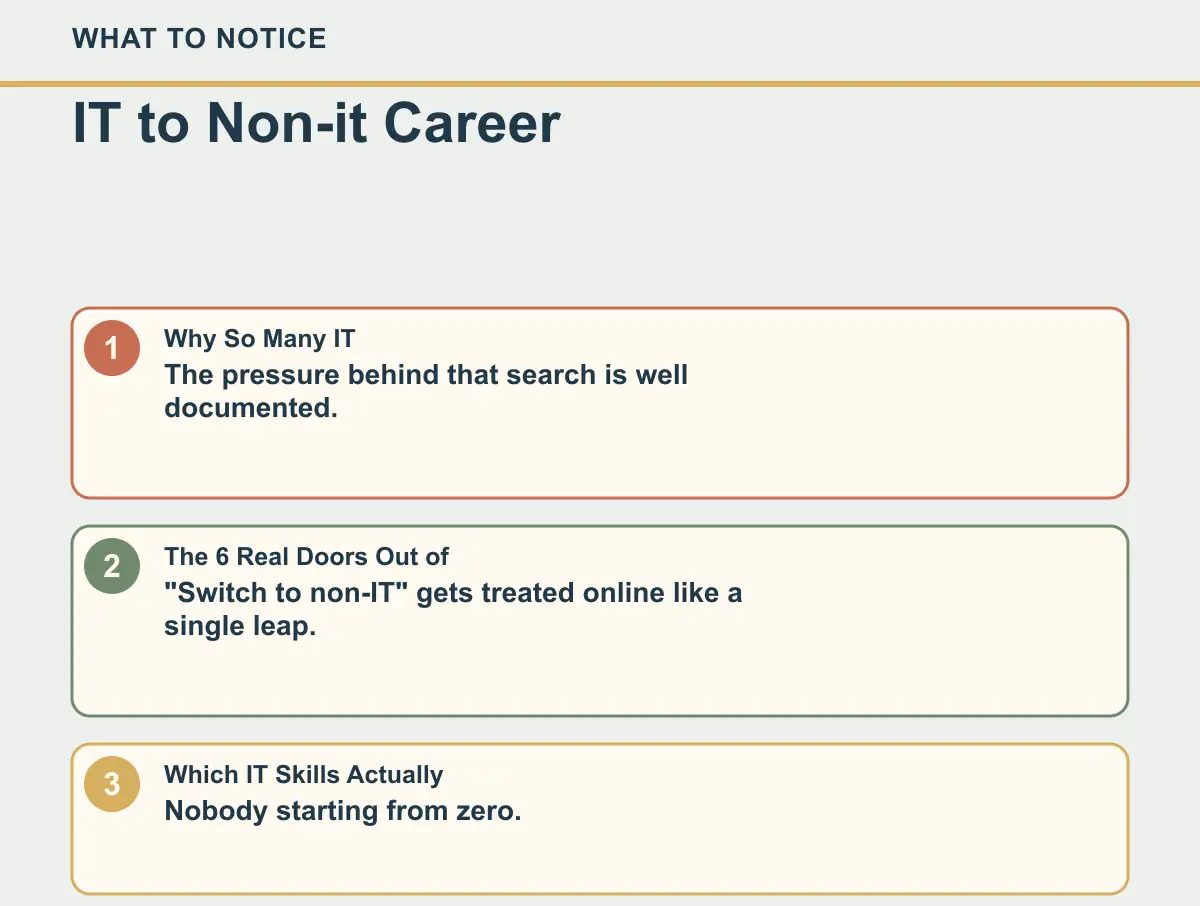 WHAT TO NOTICE
IT to Non-it Career
1
Why So Many IT
The pressure behind that search is well
documented.
2
The 6 Real Doors Out of
"Switch to non-IT" gets treated online like a
single leap.
3
Which IT Skills Actually
Nobody starting from zero.